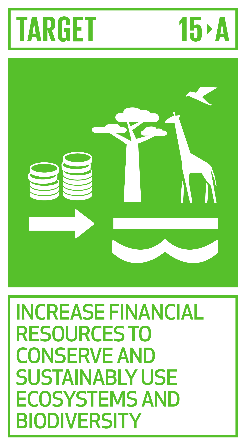 TARGET 15▸A
INCREASE FINANCIAL
RESOURCES TO
CONSERVE AND
SUSTAINABLY USE
ECOSYSTEMS AND
BIODIVERSITY